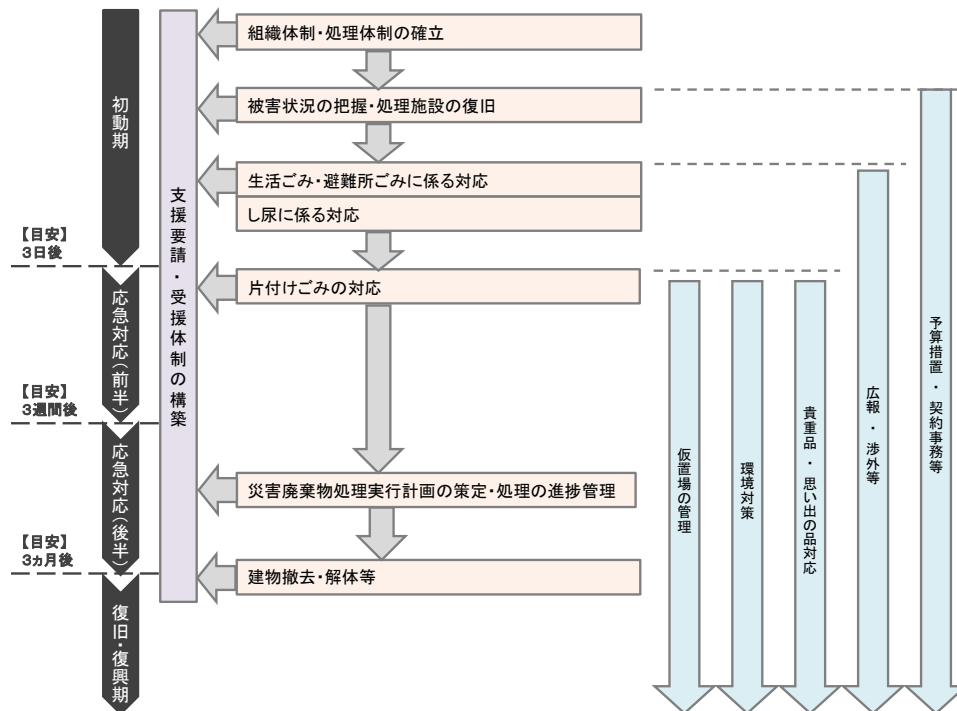 初動期
【目安】
3日後
応急対応(前半)
【目安】
3週間後
応急対応(後半)
【目安】
3ヵ月後
復旧・復興期
支援要請・受援体制の構築
組織体制・処理体制の確立
被害状況の把握・処理施設の復旧
生活ごみ・避難所ごみに係る対応
し尿に係る対応
片付けごみの対応
災害廃棄物処理実行計画の策定・処理の進捗管理
建物撤去・解体等
仮置場の管理
環境対策
貴重品・思い出の品対応
広報・渉外等
予算措置・契約事務等